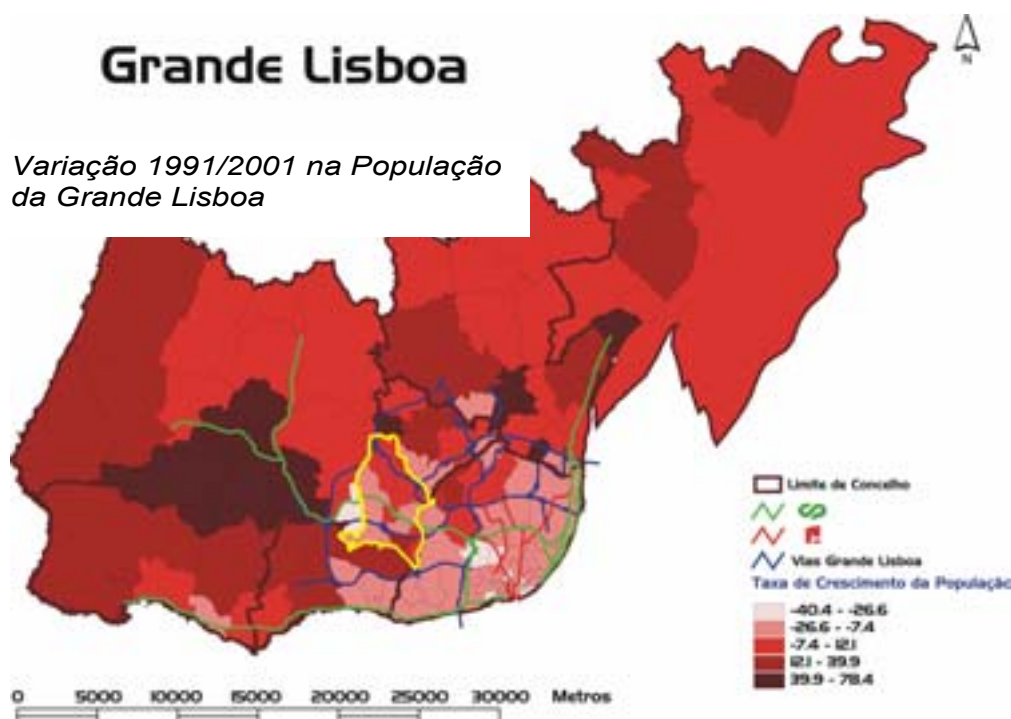 Grande Lisboa
N
Variação 1991/2001 na População
da Grande Lisboa
Limite de Concelho
Vias Grande Lisboa
Taxa de Crescimento da População
-40.4 - -26.6
-26.6 - -7.4
-7.4 - 12.1
12.1 - 39.9
39.9 - 78.4
0 5000 10000 15000 20000 25000 30000 Metros